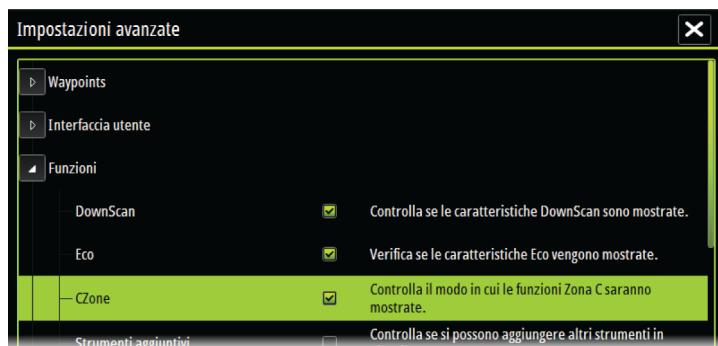 Impostazioni avanzate
Waypoints
Interfaccia utente
Funzioni
DownScan Controlla se le caratteristiche DownScan sono mostrate.
Eco Verifica se le caratteristiche Eco vengono mostrate.
CZone Controlla il modo in cui le funzioni Zona C saranno
mostrate.
Strumenti aggiuntivi Controlla se si possono aggiungere altri strumenti in